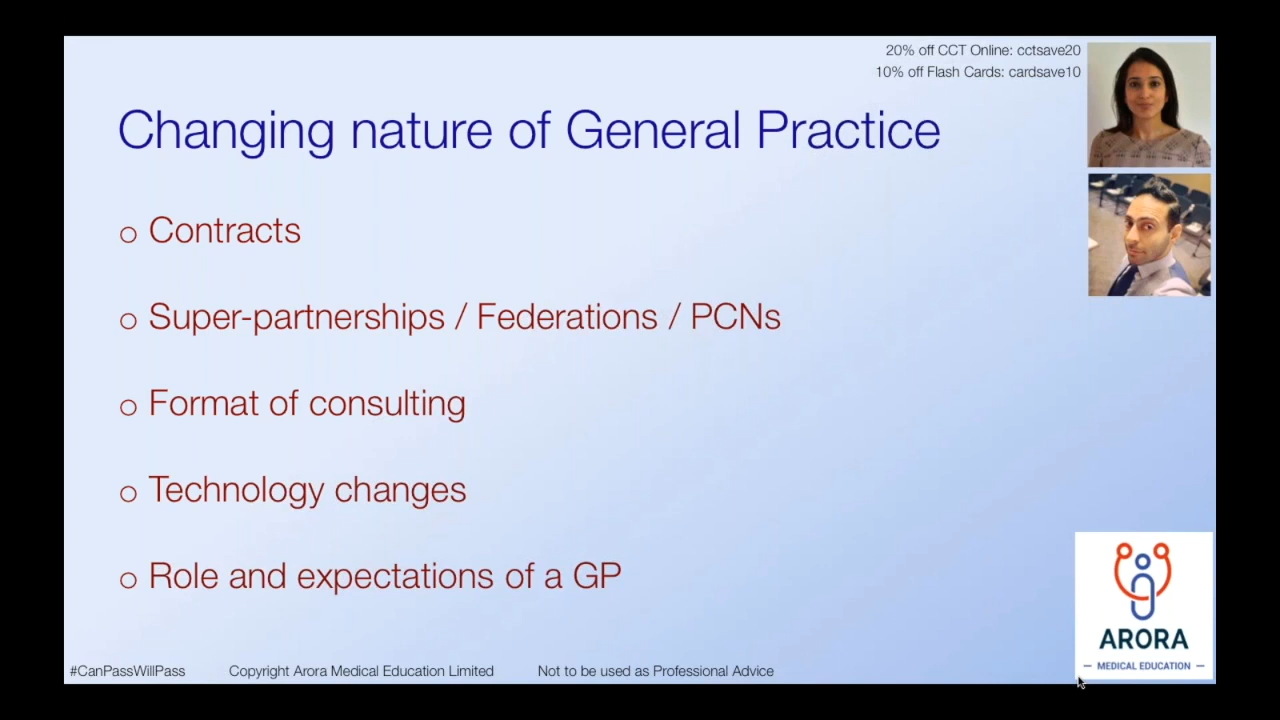 20% off CCT Online: cctsave20
10% off Flash Cards: cardsave10
Changing nature of General Practice
o Contracts
o Super-partnerships / Federations / PCNs
o Format of consulting
o Technology changes
o Role and expectations of a GP
ARORA
MEDICAL EDUCATION
#CanPassWillPass Copyright Arora Medical Education Limited Not to be used as Professional Advice